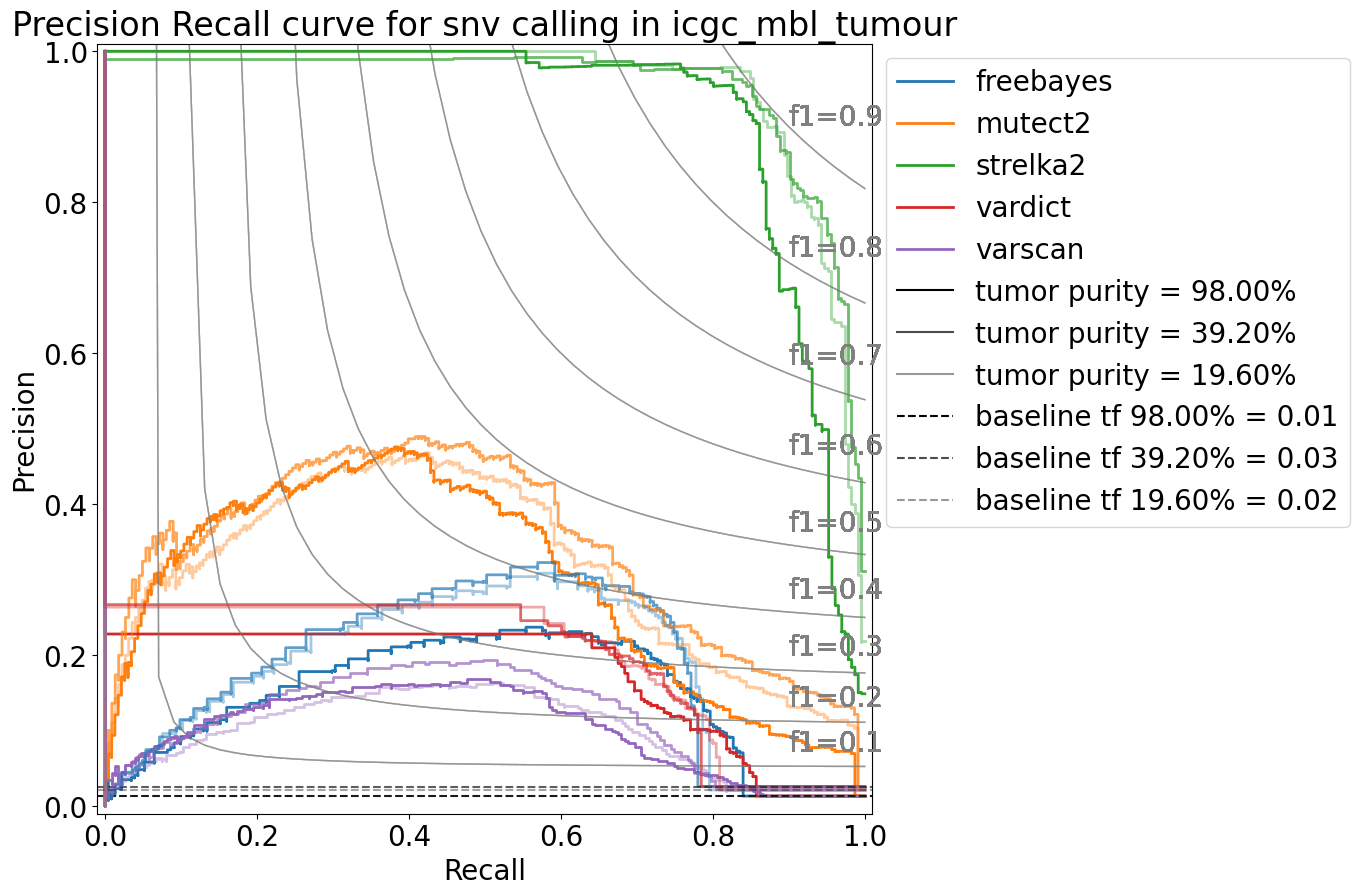 Precision Recall curve for snv calling in icgc_mbl_tumour
1.0
0.8
0.6
0.4
0.2
0.0
Precision
0.0
0.2
0.4
0.6
0.8
1.0
Recall
f1=0.9
f1=0.8
f1=0.7
f1=0.6
f1=0.5
f1=0.4
f1=0.3
f1=0.2
f1=0.1
freebayes
mutect2
strelka2
vardict
varscan
tumor purity = 98.00%
tumor purity = 39.20%
tumor purity = 19.60%
baseline tf 98.00% = 0.01
baseline tf 39.20% = 0.03
baseline tf 19.60% = 0.02